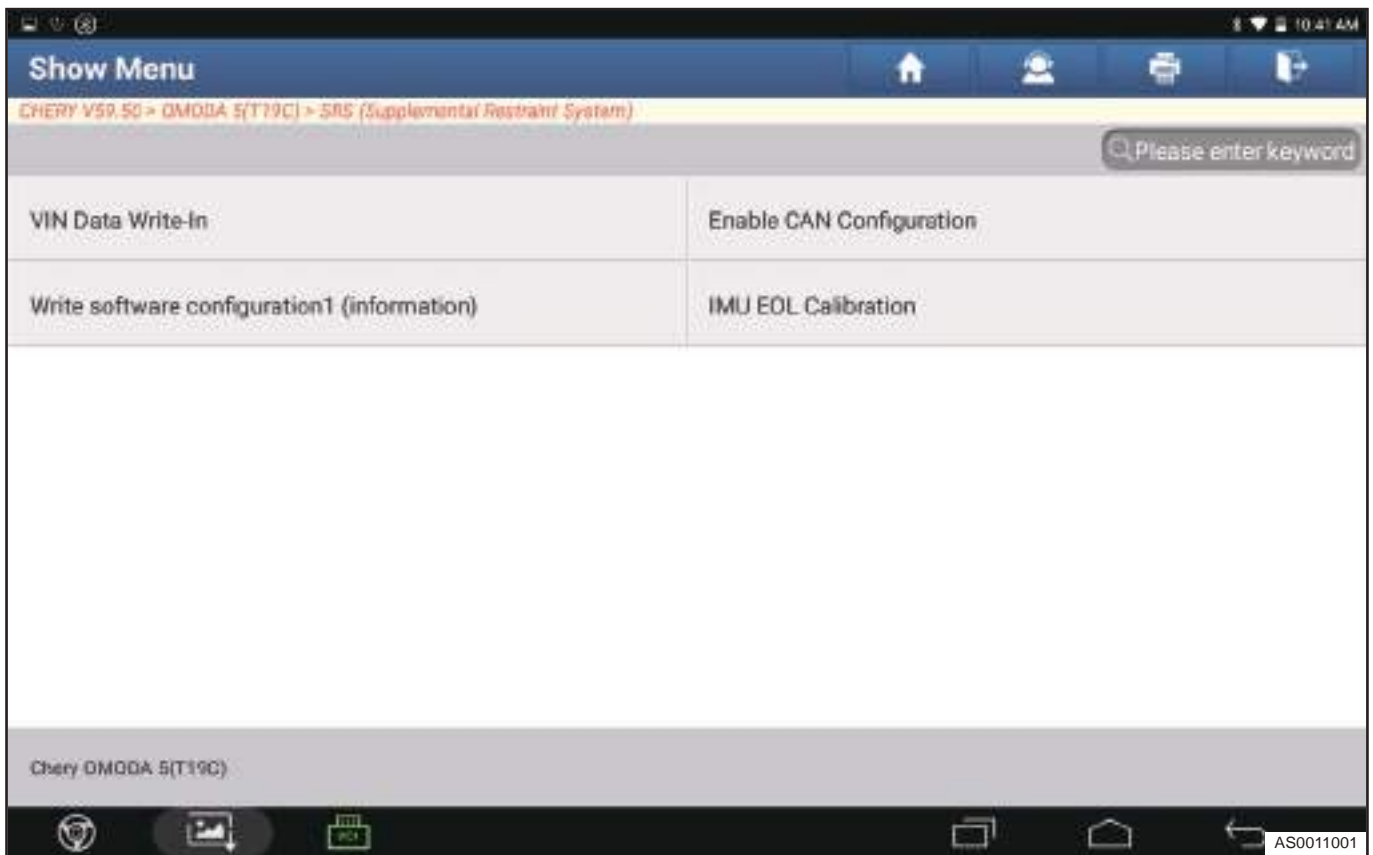 10:41 AM
Show Menu
CHERY V59.50 > OMODA 5(T19C) > SRS (Supplemental Restraint System)
Please enter keyword
VIN Data Write-In
Enable CAN Configuration
Write software configuration1 (information)
IMU EOL Calibration
Chery OMODA 5(T19C)
VCI
AS0011001